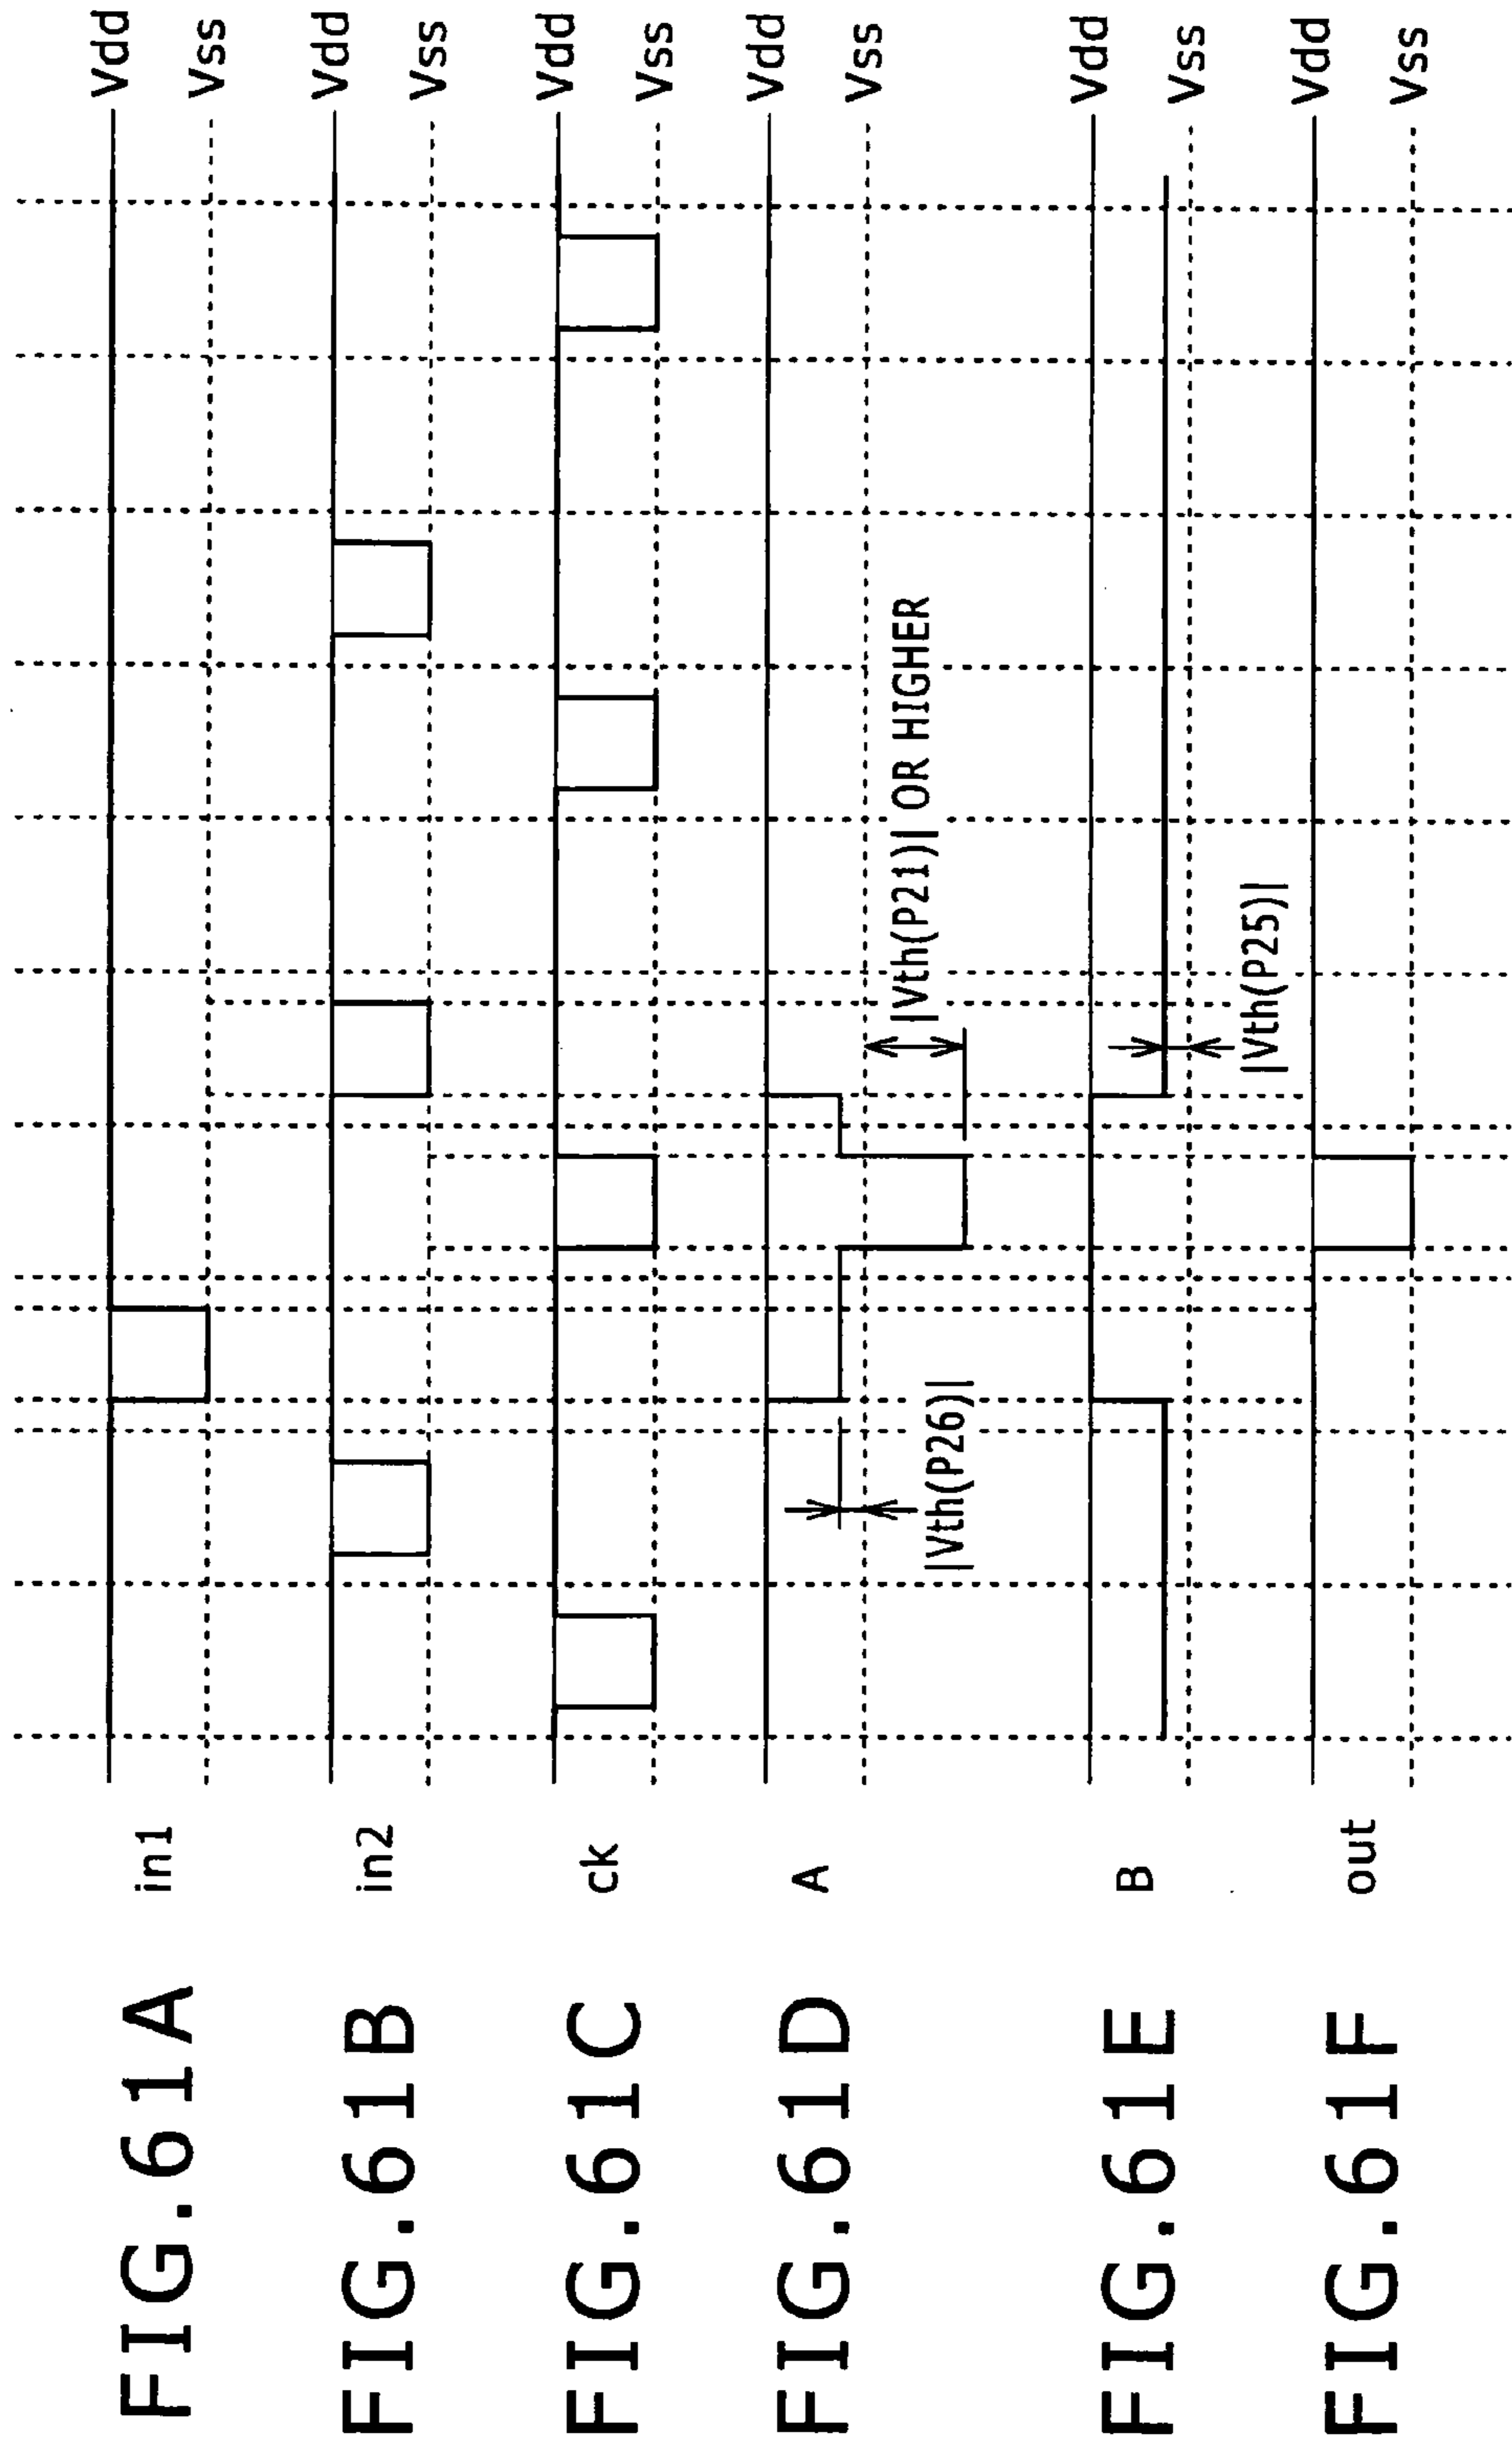 FIG.61A
in1
Vdd
Vss
FIG.61B
in2
Vdd
Vss
FIG.61C
ck
Vdd
Vss
FIG.61D
A
Vdd
Vss
|Vth(P26)|
|Vth(P21)| OR HIGHER
FIG.61E
B
Vdd
Vss
|Vth(P25)|
FIG.61F
out
Vdd
Vss